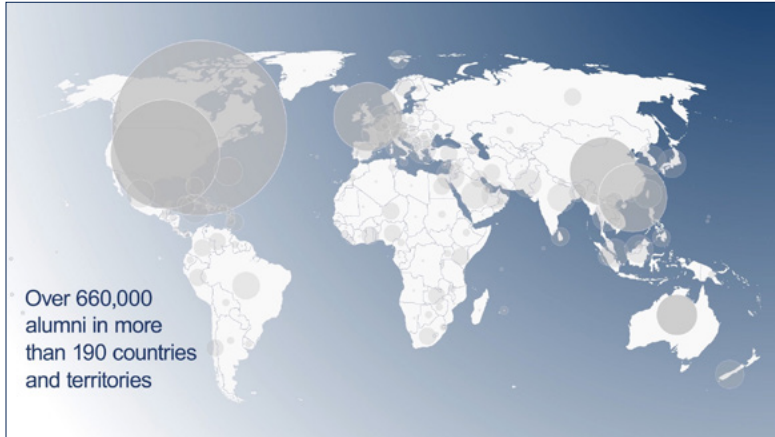 Over 660,000
alumni in more
than 190 countries
and territories